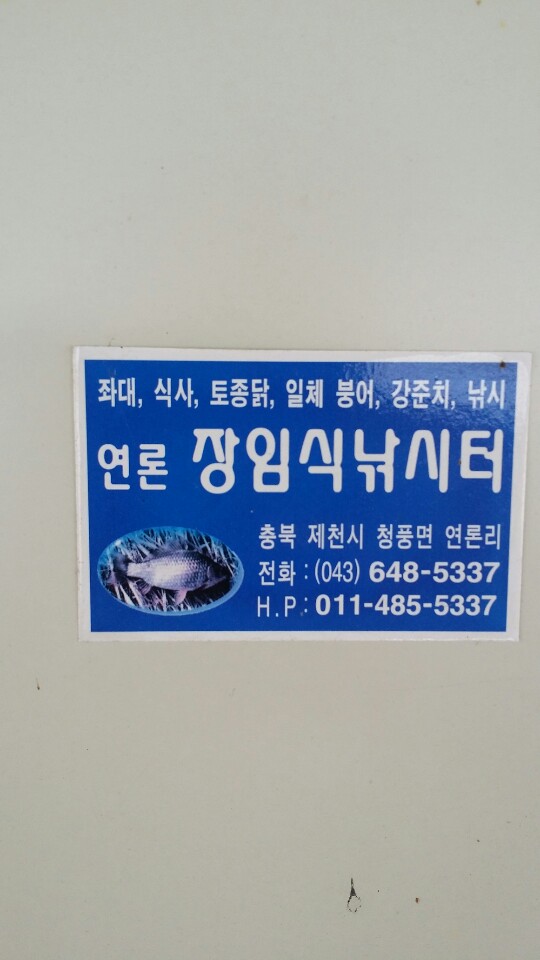 좌대, 식사, 토종닭, 일체 붕어, 강준치, 낚시
연론 장임식낚시터
충북 제천시 청풍면 연론리
전화 : (043) 648-5337
H.P : 011-485-5337